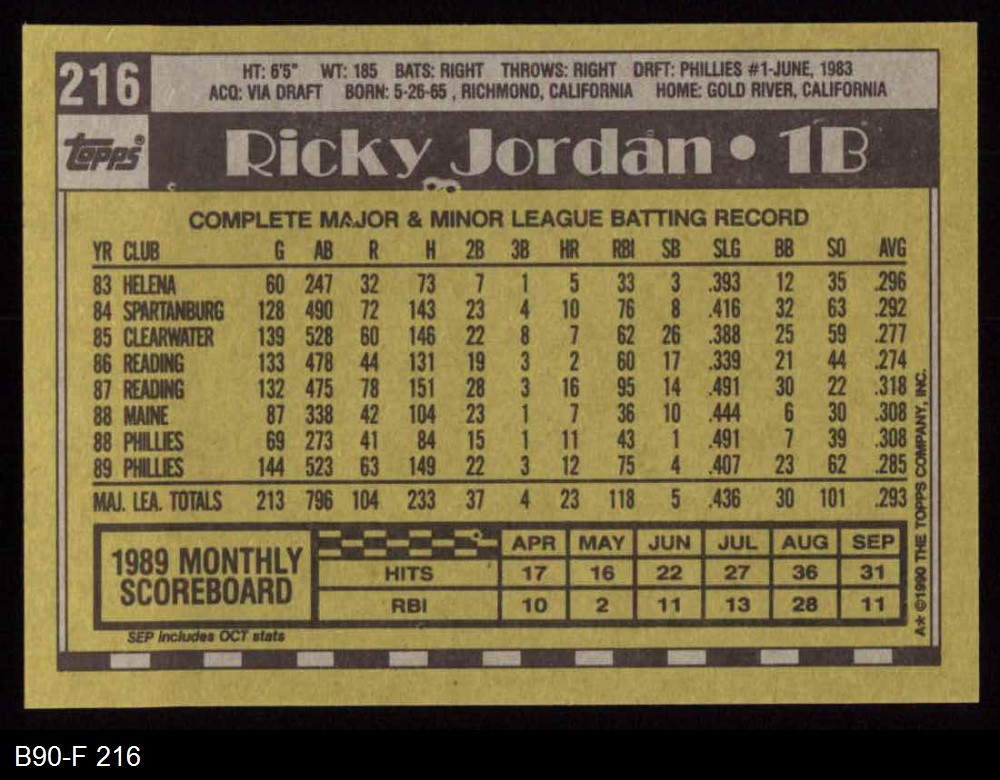 216
HT: 6'5" WT: 185 BATS: RIGHT THROWS: RIGHT DRFT: PHILLIES #1-JUNE, 1983
ACQ: VIA DRAFT BORN: 5-26-65 , RICHMOND, CALIFORNIA HOME: GOLD RIVER, CALIFORNIA
topps
Ricky Jordan • 1B
COMPLETE MAJOR & MINOR LEAGUE BATTING RECORD
YR CLUB G AB R H 2B 3B HR RBI SB SLG BB SO AVG
83 HELENA 60 247 32 73 7 1 5 33 3 .393 12 35 .296
84 SPARTANBURG 128 490 72 143 23 4 10 76 8 .416 32 63 .292
85 CLEARWATER 139 528 60 146 22 8 7 62 26 .388 25 59 .277
86 READING 133 478 44 131 19 3 2 60 17 .339 21 44 .274
87 READING 132 475 78 151 28 3 16 95 14 .491 30 22 .318
88 MAINE 87 338 42 104 23 1 7 36 10 .444 6 30 .308
88 PHILLIES 69 273 41 84 15 1 11 43 1 .491 7 39 .308
89 PHILLIES 144 523 63 149 22 3 12 75 4 .407 23 62 .285
MAJ. LEA. TOTALS 213 796 104 233 37 4 23 118 5 .436 30 101 .293
1989 MONTHLY
SCOREBOARD
APR MAY JUN JUL AUG SEP
HITS 17 16 22 27 36 31
RBI 10 2 11 13 28 11
SEP includes OCT stats
A* ©1990 THE TOPPS COMPANY, INC.
B90-F 216